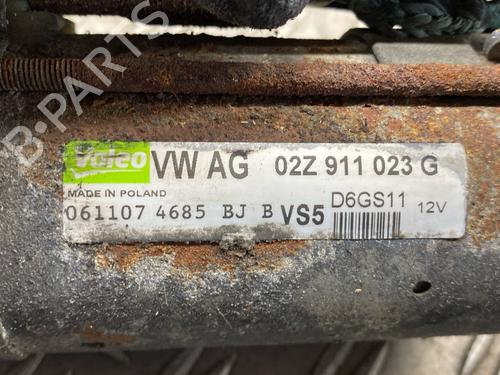 Valeo VW AG 02Z 911 023 G
MADE IN POLAND
061107 4685 BJ B VS5 D6GS11 12V
B-PARTS